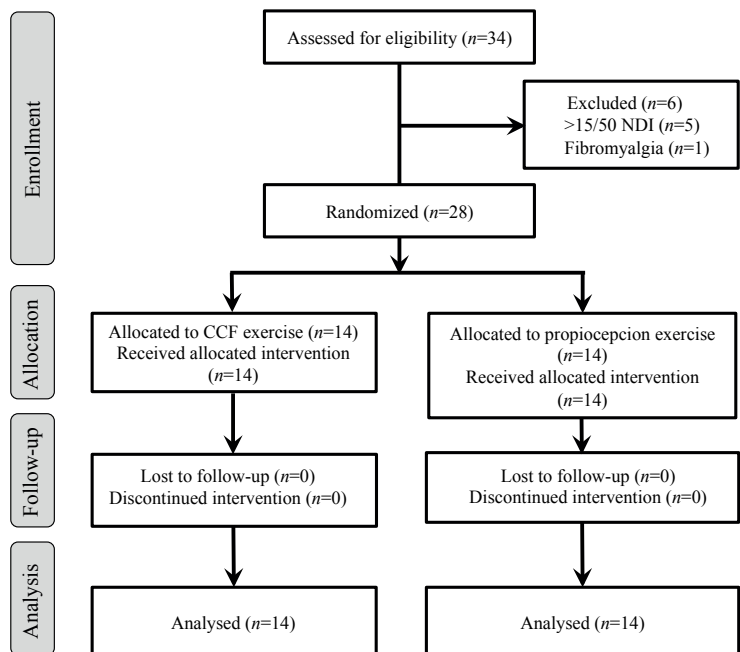 Enrollment
Assessed for eligibility (n=34)
Excluded (n=6)
>15/50 NDI (n=5)
Fibromyalgia (n=1)
Randomized (n=28)
Allocation
Allocated to CCF exercise (n=14)
Received allocated intervention
(n=14)
Allocated to propiocepcion exercise
(n=14)
Received allocated intervention
(n=14)
Follow-up
Lost to follow-up (n=0)
Discontinued intervention (n=0)
Lost to follow-up (n=0)
Discontinued intervention (n=0)
Analysis
Analysed (n=14)
Analysed (n=14)